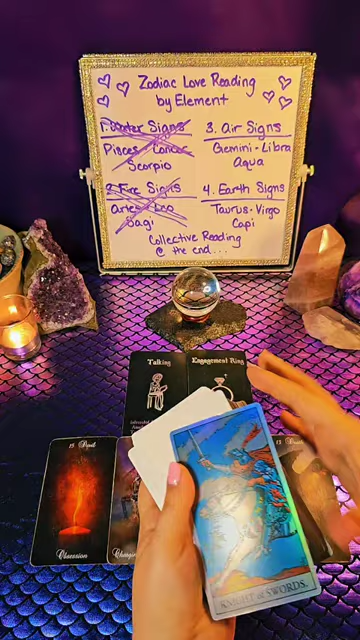 Zodiac Love Reading
by Element
1. Water Signs
Pisces - Cancer
Scorpio
2. Fire Signs
Aries - Leo
Sagi
3. Air Signs
Gemini - Libra
Aqua
4. Earth Signs
Taurus - Virgo
Capi
Collective Reading
@ the end...
Talking
Engagement Ring
Obsession
KNIGHT of SWORDS.